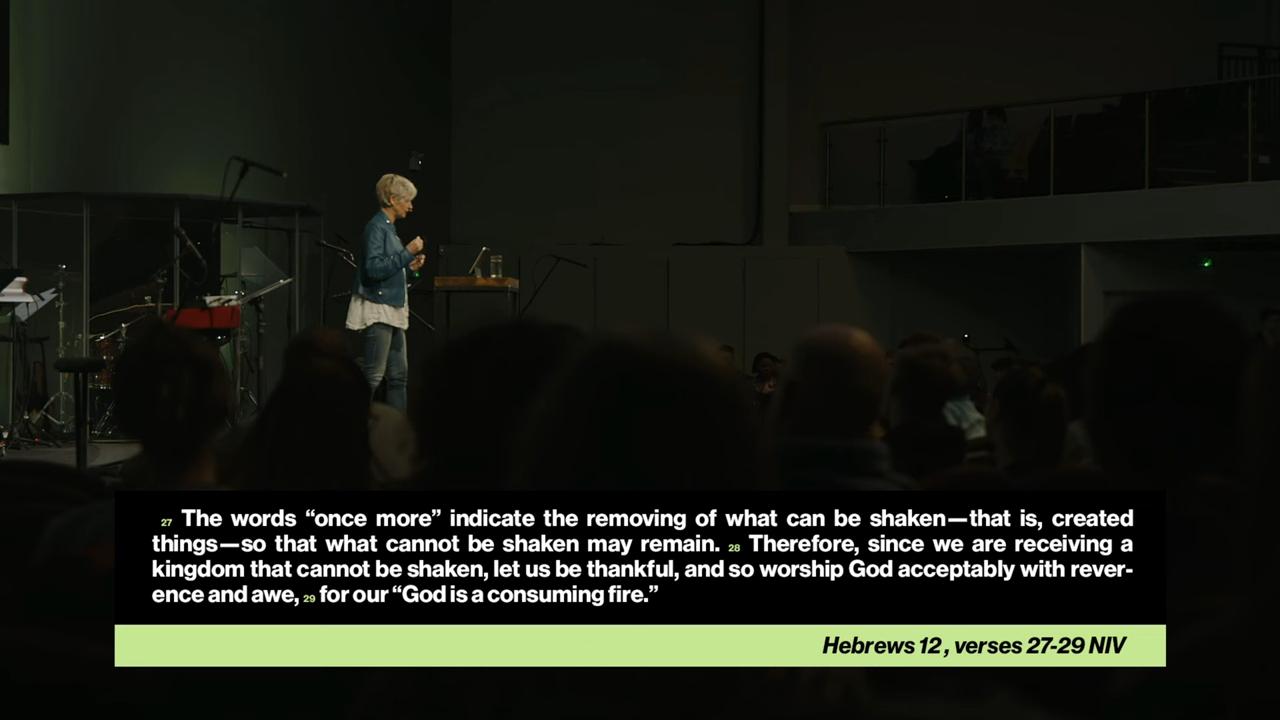 27 The words “once more” indicate the removing of what can be shaken—that is, created
things—so that what cannot be shaken may remain. 28 Therefore, since we are receiving a
kingdom that cannot be shaken, let us be thankful, and so worship God acceptably with rever-
ence and awe, 29 for our “God is a consuming fire.”
Hebrews 12, verses 27-29 NIV